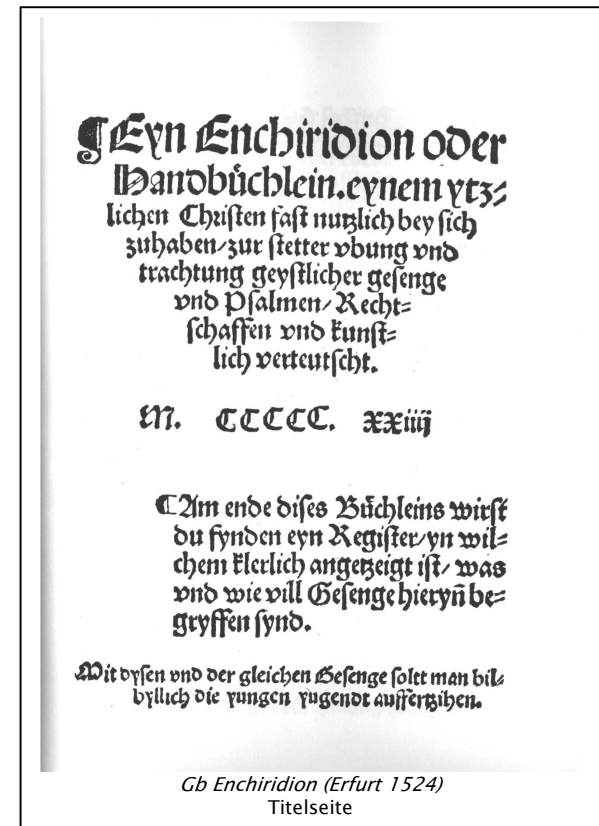 ¶Eyn Enchiridion oder
Handbüchlein. eynem ytz⸗
lichen Christen fast nutzlich bey sich
zuhaben/zur stetter vbung vnd
trachtung geystlicher gesenge
vnd Psalmen/ Recht⸗
schaffen vnd kunst⸗
lich verteutscht.
M. CCCCC. xxiiij
¶Am ende dises Büchleins wirst
du fynden eyn Register/yn wil⸗
chem klerlich angetzeigt ist/ was
vnd wie vill Gesenge hieryñ be⸗
gryffen synd.
Mit dysen vnd der gleichen Gesenge soltt man bil⸗
byllich die yungen yugendt auffertzihen.
Gb Enchiridion (Erfurt 1524)
Titelseite